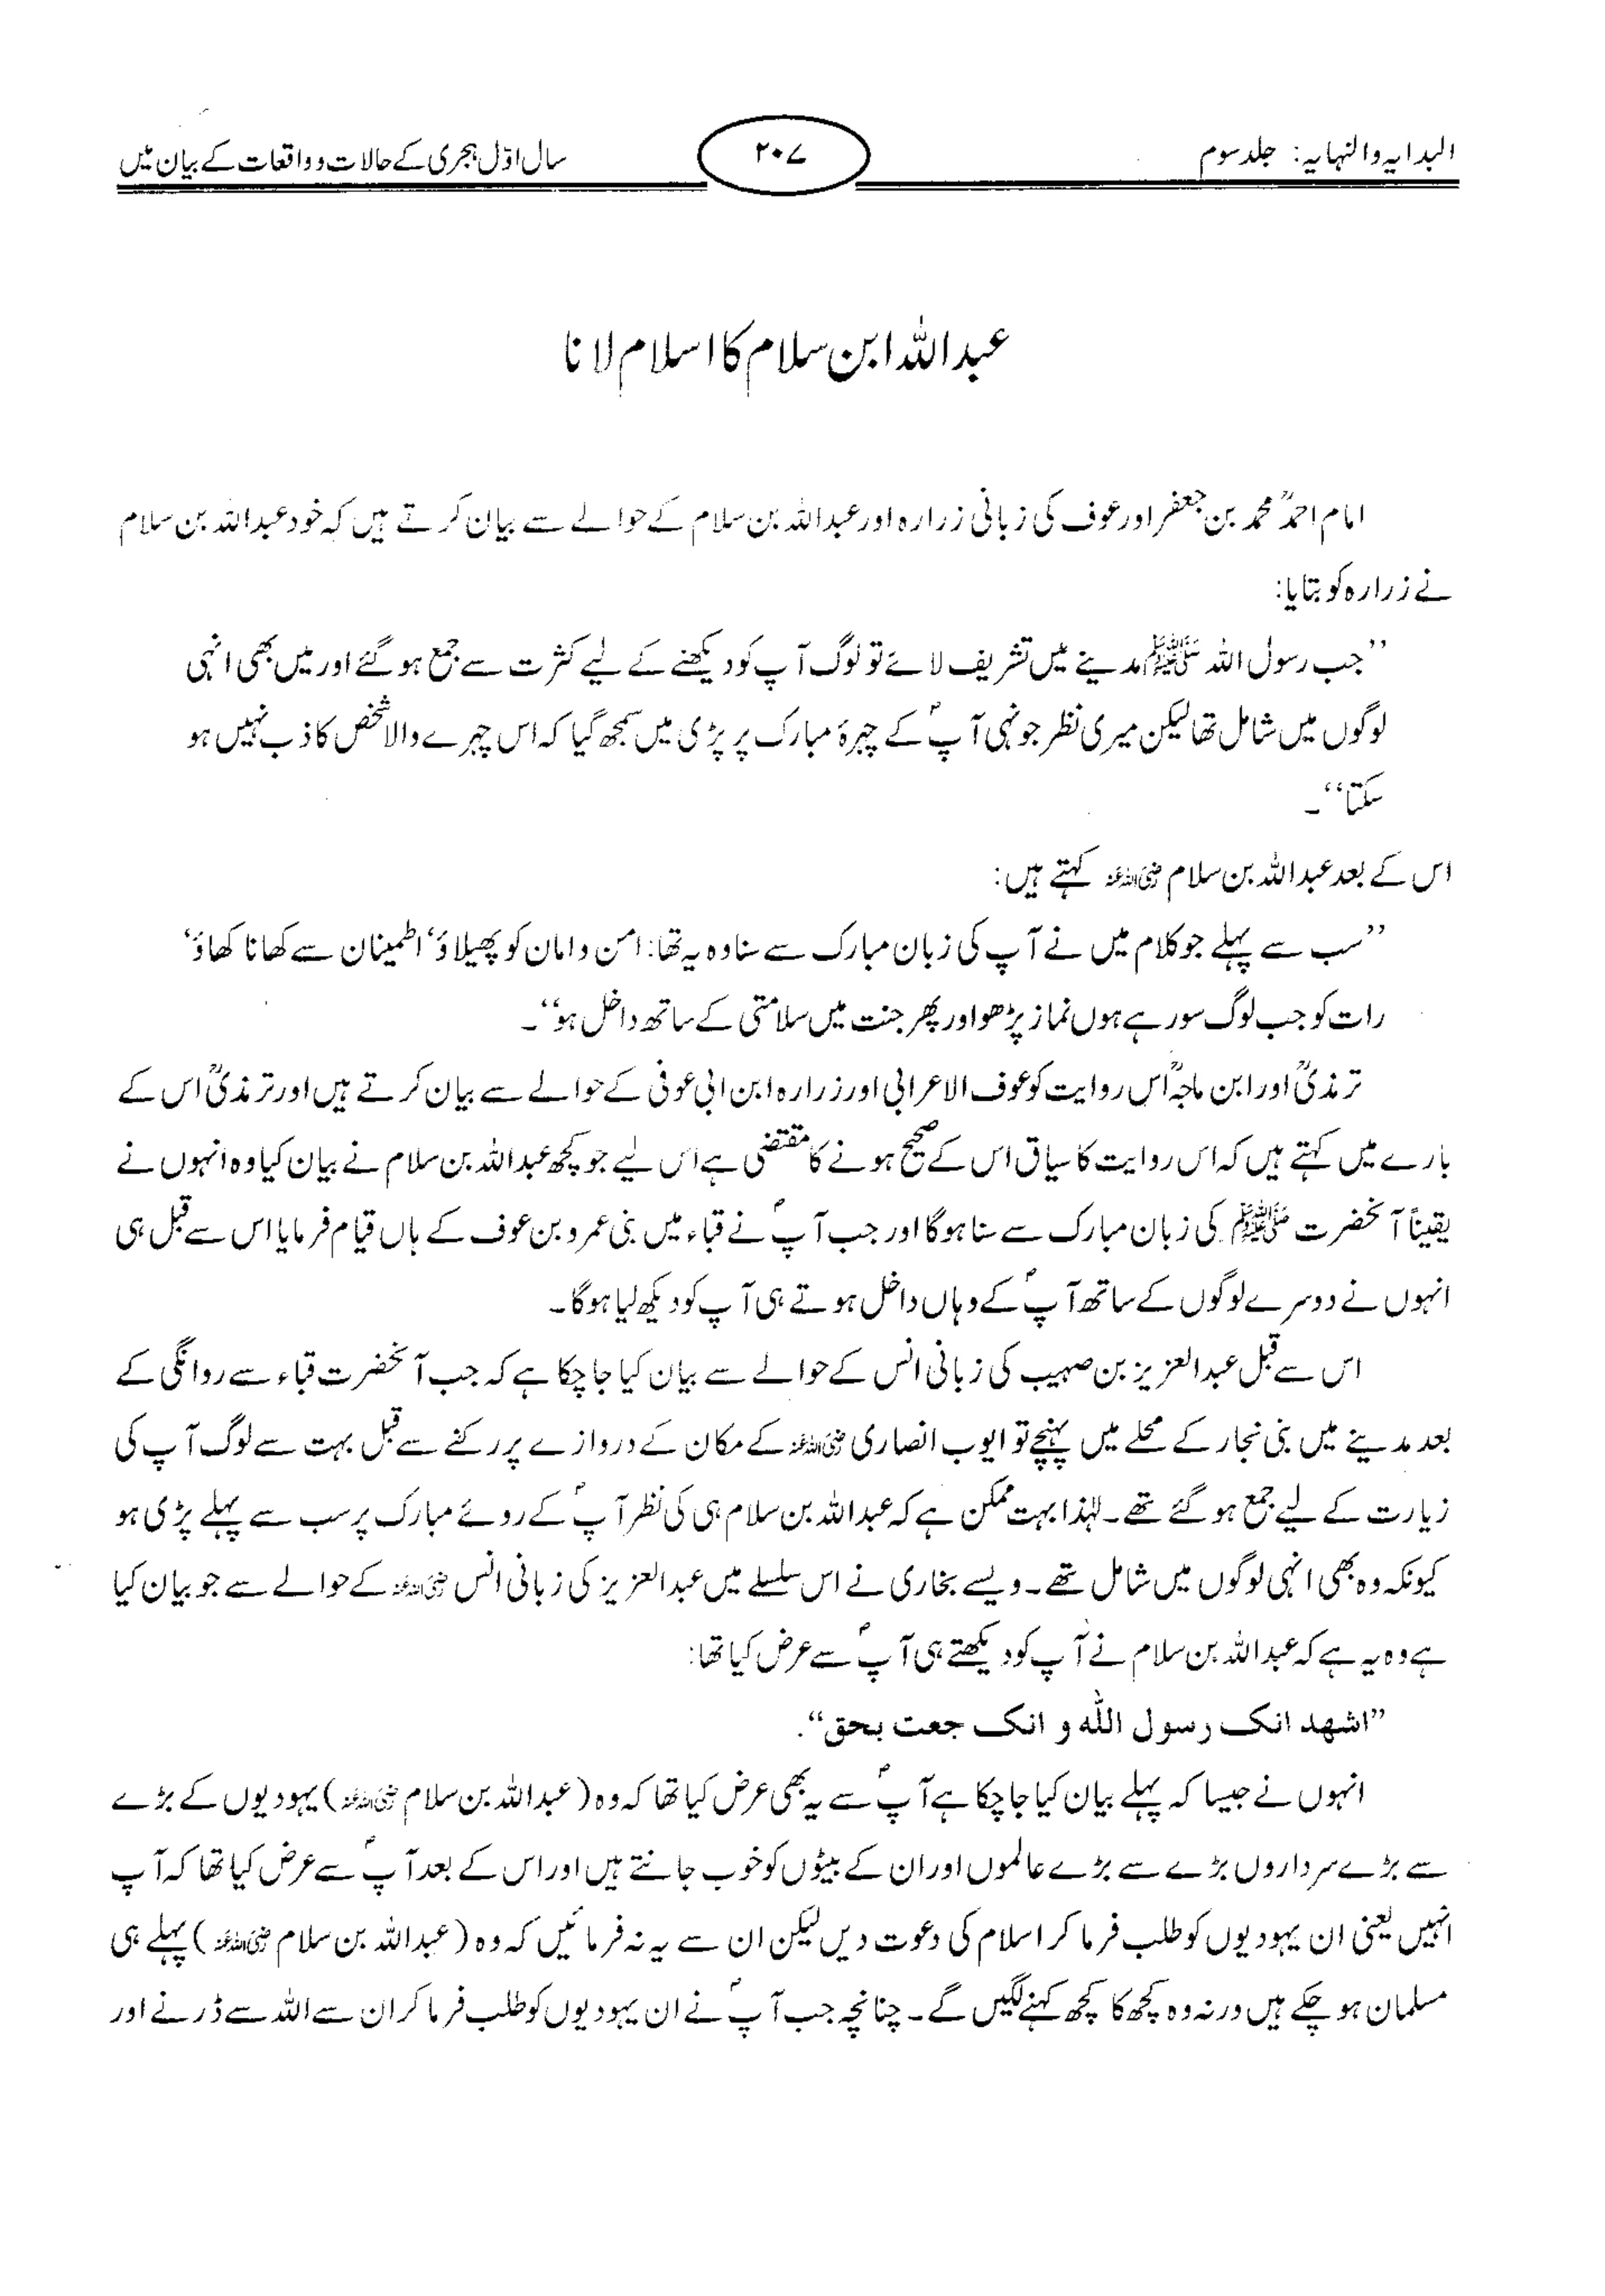 البدایہ والنہایہ: جلد سوم
۲۰۷
سال اوّل ہجری کے حالات و واقعات کے بیان میں
عبداللہ ابن سلام کا اسلام لانا
امام احمدؒ محمد بن جعفر اور عوف کی زبانی زرارہ اور عبداللہ بن سلام کے حوالے سے بیان کرتے ہیں کہ خود عبداللہ بن سلام
نے زرارہ کو بتایا:
’’جب رسول اللہ ﷺ مدینے میں تشریف لائے تو لوگ آپ کو دیکھنے کے لیے کثرت سے جمع ہو گئے اور میں بھی انہی
لوگوں میں شامل تھا لیکن میری نظر جونہی آپؐ کے چہرۂ مبارک پر پڑی میں سمجھ گیا کہ اس چہرے والا شخص کاذب نہیں ہو
سکتا‘‘۔
اس کے بعد عبداللہ بن سلام رضی اللہ عنہ کہتے ہیں:
’’سب سے پہلے جو کلام میں نے آپ کی زبان مبارک سے سنا وہ یہ تھا: امن و امان کو پھیلاؤ‘ اطمینان سے کھانا کھاؤ‘
رات کو جب لوگ سو رہے ہوں نماز پڑھو اور پھر جنت میں سلامتی کے ساتھ داخل ہو‘‘۔
ترمذیؒ اور ابن ماجہؒ اس روایت کو عوف الاعرابی اور زرارہ ابن ابی عوفی کے حوالے سے بیان کرتے ہیں اور ترمذیؒ اس کے
بارے میں کہتے ہیں کہ اس روایت کا سیاق اس کے صحیح ہونے کا مقتضی ہے اس لیے جو کچھ عبداللہ بن سلام نے بیان کیا وہ انہوں نے
یقیناً آنحضرت ﷺ کی زبان مبارک سے سنا ہوگا اور جب آپؐ نے قباء میں بنی عمرو بن عوف کے ہاں قیام فرمایا اس سے قبل ہی
انہوں نے دوسرے لوگوں کے ساتھ آپؐ کے وہاں داخل ہوتے ہی آپ کو دیکھ لیا ہوگا۔
اس سے قبل عبدالعزیز بن صہیب کی زبانی انس کے حوالے سے بیان کیا جا چکا ہے کہ جب آنحضرت قباء سے روانگی کے
بعد مدینے میں بنی نجار کے محلے میں پہنچے تو ایوب انصاری رضی اللہ عنہ کے مکان کے دروازے پر رکنے سے قبل بہت سے لوگ آپ کی
زیارت کے لیے جمع ہو گئے تھے۔ لہٰذا بہت ممکن ہے کہ عبداللہ بن سلام ہی کی نظر آپؐ کے روئے مبارک پر سب سے پہلے پڑی ہو
کیونکہ وہ بھی انہی لوگوں میں شامل تھے۔ ویسے بخاری نے اس سلسلے میں عبدالعزیز کی زبانی انس رضی اللہ عنہ کے حوالے سے جو بیان کیا
ہے وہ یہ ہے کہ عبداللہ بن سلام نے آپ کو دیکھتے ہی آپؐ سے عرض کیا تھا:
’’اشهد انک رسول الله و انک جعت بحق‘‘.
انہوں نے جیسا کہ پہلے بیان کیا جا چکا ہے آپؐ سے یہ بھی عرض کیا تھا کہ وہ (عبداللہ بن سلام رضی اللہ عنہ) یہودیوں کے بڑے
سے بڑے سرداروں بڑے سے بڑے عالموں اور ان کے بیٹوں کو خوب جانتے ہیں اور اس کے بعد آپؐ سے عرض کیا تھا کہ آپ
انہیں یعنی ان یہودیوں کو طلب فرما کر اسلام کی دعوت دیں لیکن ان سے یہ نہ فرمائیں کہ وہ (عبداللہ بن سلام رضی اللہ عنہ) پہلے ہی
مسلمان ہو چکے ہیں ورنہ وہ کچھ کا کچھ کہنے لگیں گے۔ چنانچہ جب آپؐ نے ان یہودیوں کو طلب فرما کر ان سے اللہ سے ڈرنے اور